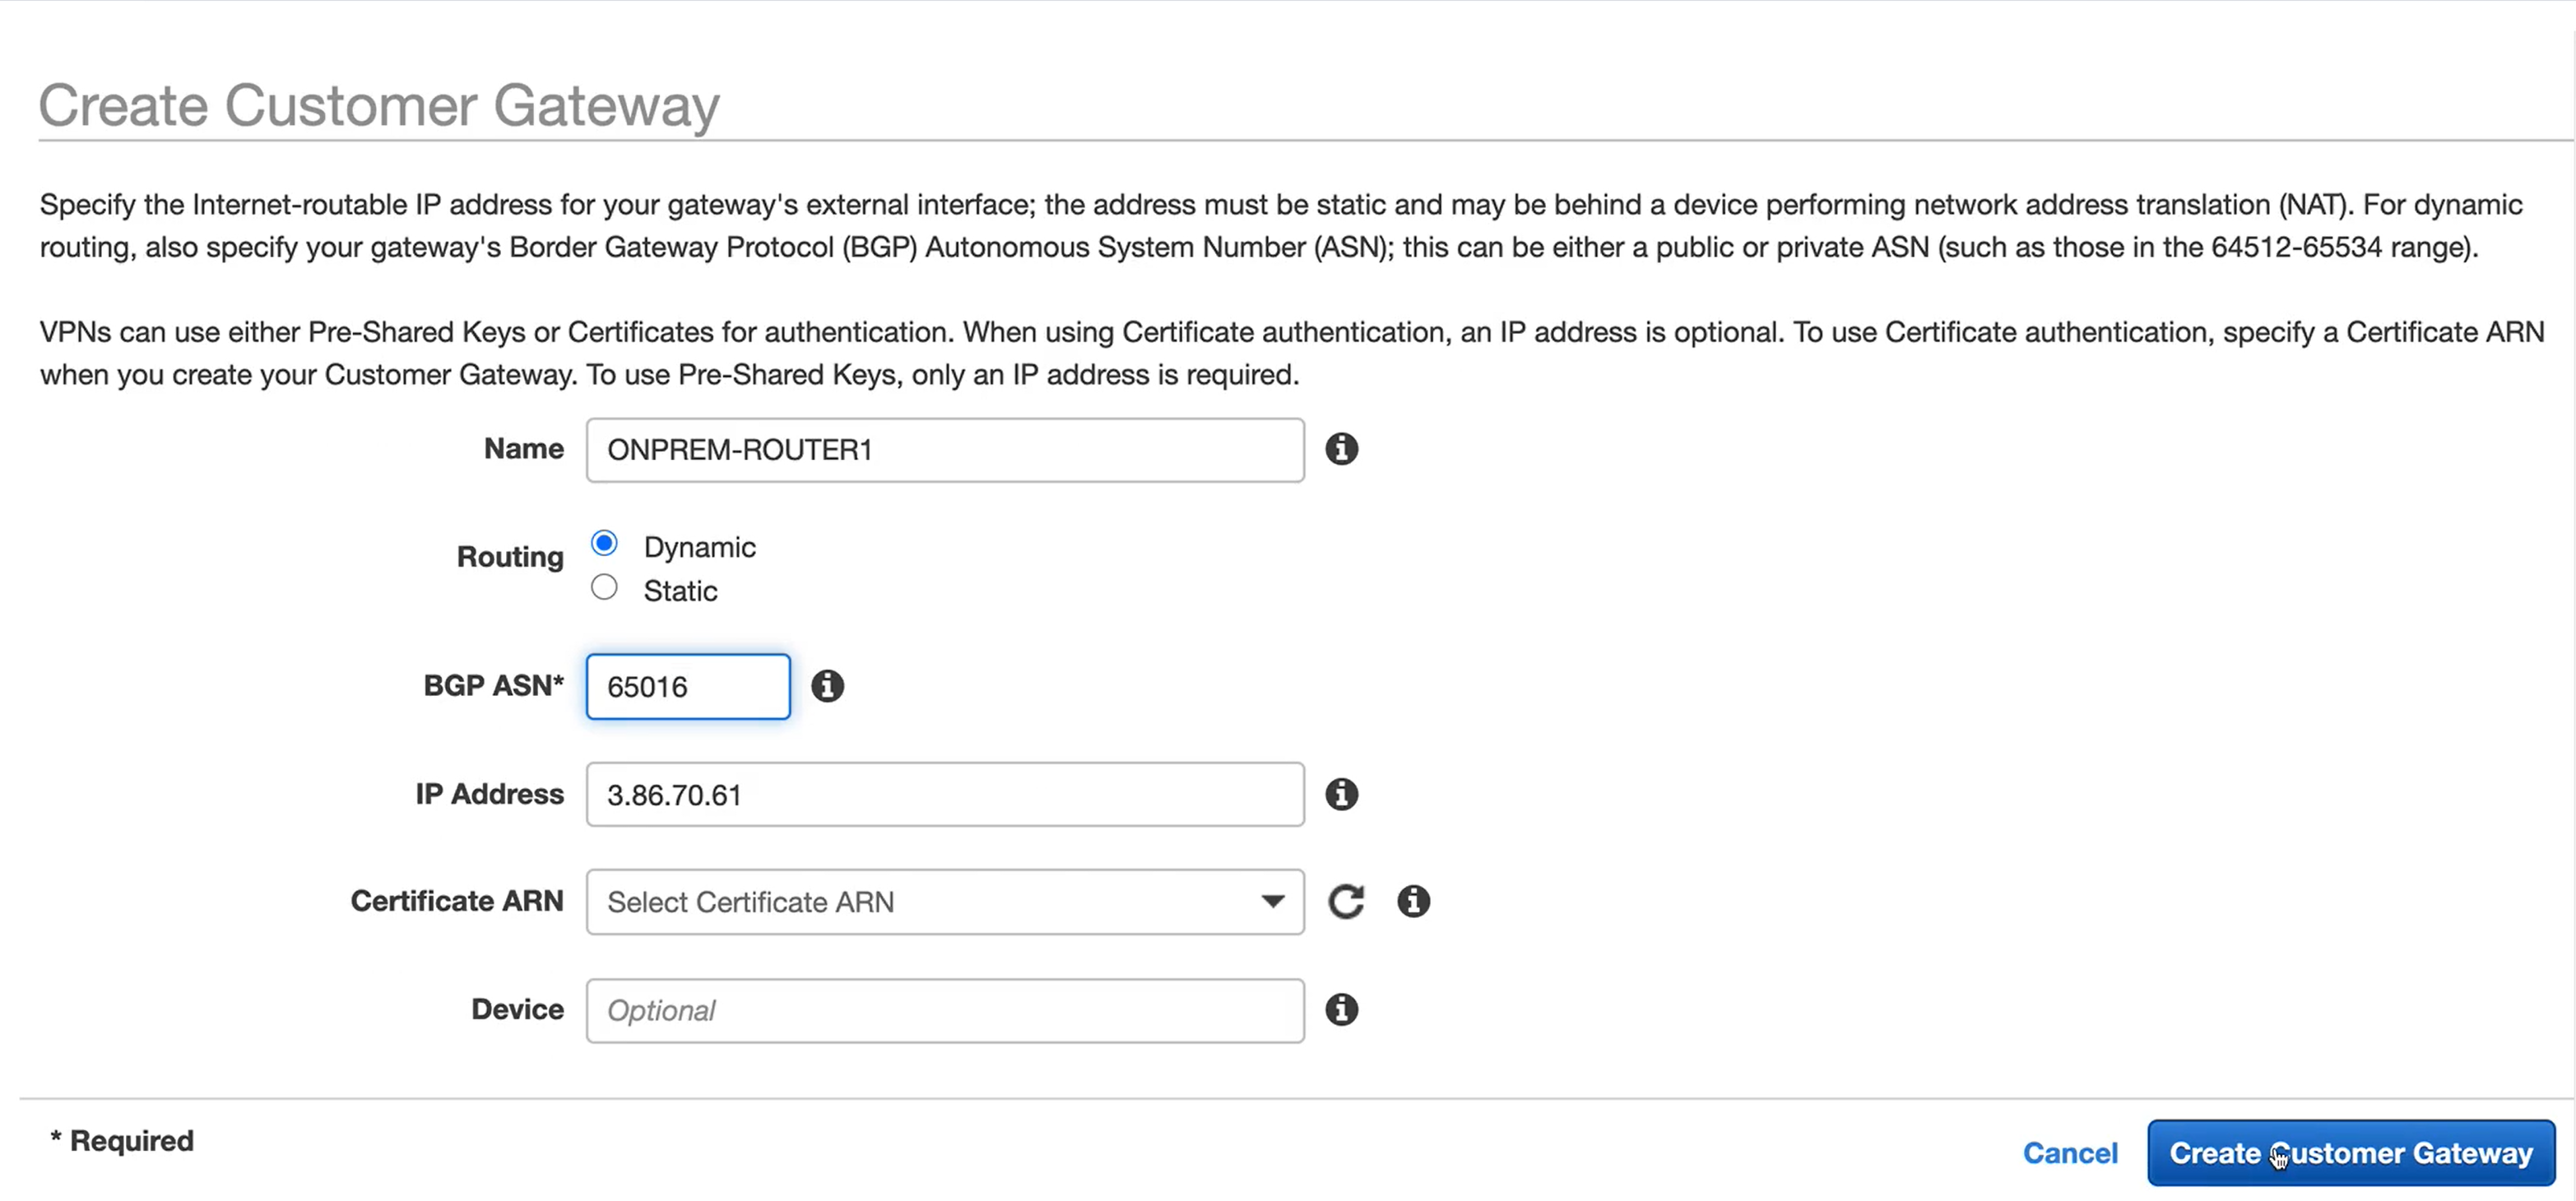 Create Customer Gateway
Specify the Internet-routable IP address for your gateway's external interface; the address must be static and may be behind a device performing network address translation (NAT). For dynamic
routing, also specify your gateway's Border Gateway Protocol (BGP) Autonomous System Number (ASN); this can be either a public or private ASN (such as those in the 64512-65534 range).
VPNs can use either Pre-Shared Keys or Certificates for authentication. When using Certificate authentication, an IP address is optional. To use Certificate authentication, specify a Certificate ARN
when you create your Customer Gateway. To use Pre-Shared Keys, only an IP address is required.
Name ONPREM-ROUTER1
Routing Dynamic
Static
BGP ASN* 65016
IP Address 3.86.70.61
Certificate ARN Select Certificate ARN
Device Optional
* Required
Cancel Create Customer Gateway